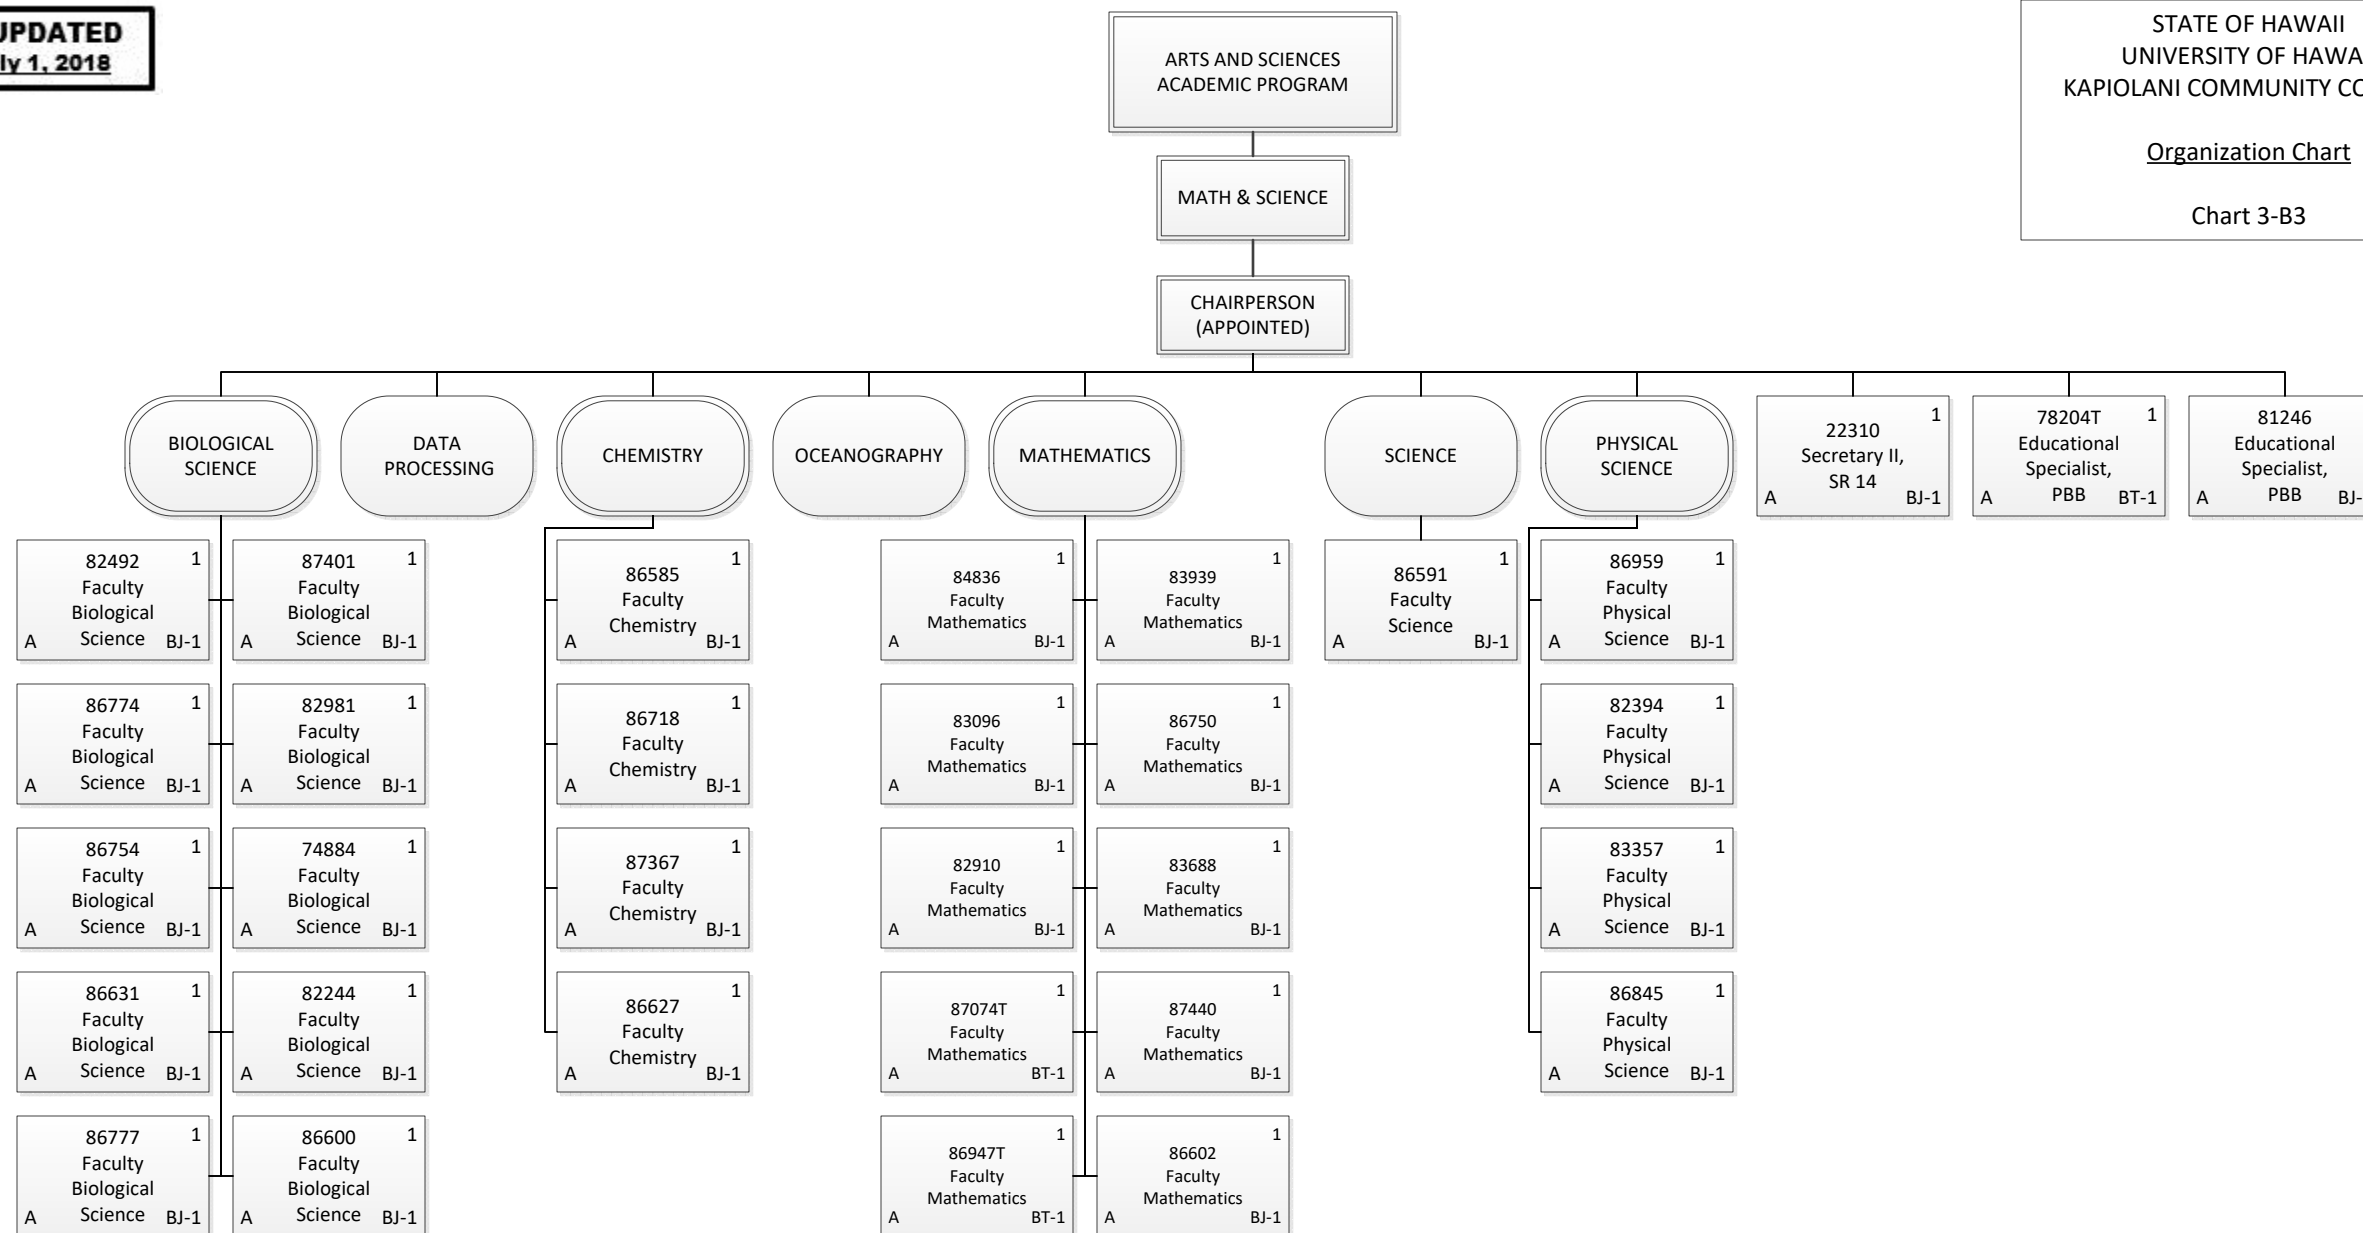 UPDATED
ly 1, 2018
STATE OF HAWAII
UNIVERSITY OF HAWA
KAPIOLANI COMMUNITY CO
Organization Chart
Chart 3-B3
ARTS AND SCIENCES
ACADEMIC PROGRAM
MATH & SCIENCE
CHAIRPERSON
(APPOINTED)
BIOLOGICAL
SCIENCE
DATA
PROCESSING
CHEMISTRY
OCEANOGRAPHY
MATHEMATICS
SCIENCE
PHYSICAL
SCIENCE
1
22310
Secretary II,
SR 14
A BJ-1
78204T 1
Educational
Specialist,
A PBB BT-1
81246
Educational
Specialist,
A PBB BJ-
82492 1
Faculty
Biological
A Science BJ-1
87401 1
Faculty
Biological
A Science BJ-1
1
86585
Faculty
Chemistry
A BJ-1
1
84836
Faculty
Mathematics
A BJ-1
1
83939
Faculty
Mathematics
A BJ-1
1
86591
Faculty
Science
A BJ-1
86959 1
Faculty
Physical
A Science BJ-1
86774 1
Faculty
Biological
A Science BJ-1
82981 1
Faculty
Biological
A Science BJ-1
1
86718
Faculty
Chemistry
A BJ-1
1
83096
Faculty
Mathematics
A BJ-1
1
86750
Faculty
Mathematics
A BJ-1
82394 1
Faculty
Physical
A Science BJ-1
86754 1
Faculty
Biological
A Science BJ-1
74884 1
Faculty
Biological
A Science BJ-1
1
87367
Faculty
Chemistry
A BJ-1
1
82910
Faculty
Mathematics
A BJ-1
1
83688
Faculty
Mathematics
A BJ-1
83357 1
Faculty
Physical
A Science BJ-1
86631 1
Faculty
Biological
A Science BJ-1
82244 1
Faculty
Biological
A Science BJ-1
1
86627
Faculty
Chemistry
A BJ-1
1
87074T
Faculty
Mathematics
A BT-1
1
87440
Faculty
Mathematics
A BJ-1
86845 1
Faculty
Physical
A Science BJ-1
86777 1
Faculty
Biological
A Science BJ-1
86600 1
Faculty
Biological
A Science BJ-1
1
86947T
Faculty
Mathematics
A BT-1
1
86602
Faculty
Mathematics
A BJ-1